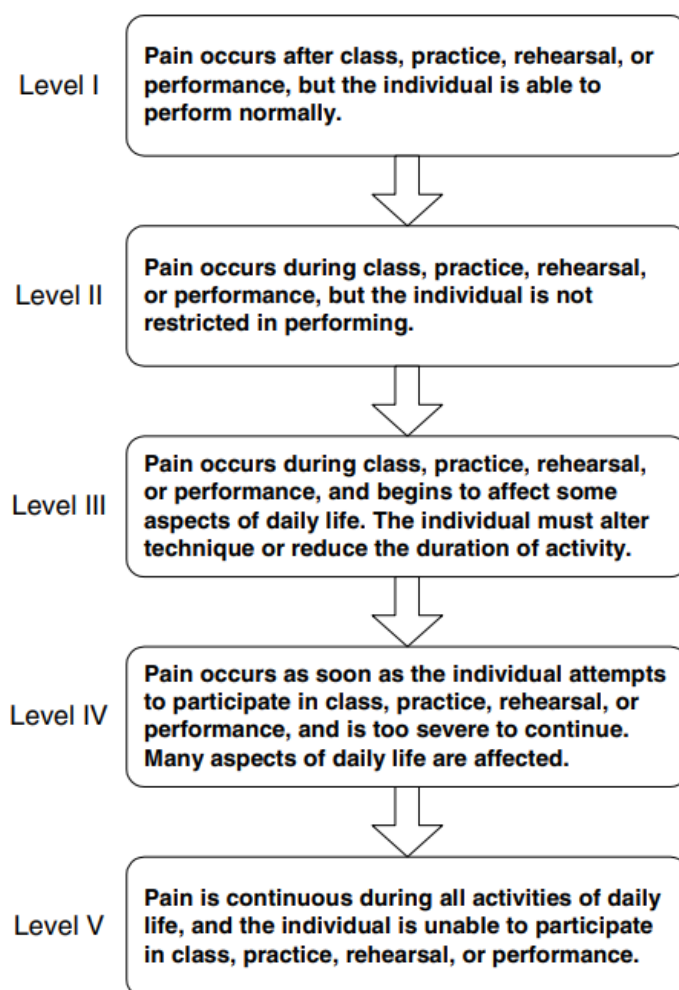 Level I
Pain occurs after class, practice, rehearsal, or
performance, but the individual is able to
perform normally.
Level II
Pain occurs during class, practice, rehearsal,
or performance, but the individual is not
restricted in performing.
Level III
Pain occurs during class, practice, rehearsal,
or performance, and begins to affect some
aspects of daily life. The individual must alter
technique or reduce the duration of activity.
Level IV
Pain occurs as soon as the individual attempts
to participate in class, practice, rehearsal, or
performance, and is too severe to continue.
Many aspects of daily life are affected.
Level V
Pain is continuous during all activities of daily
life, and the individual is unable to participate
in class, practice, rehearsal, or performance.